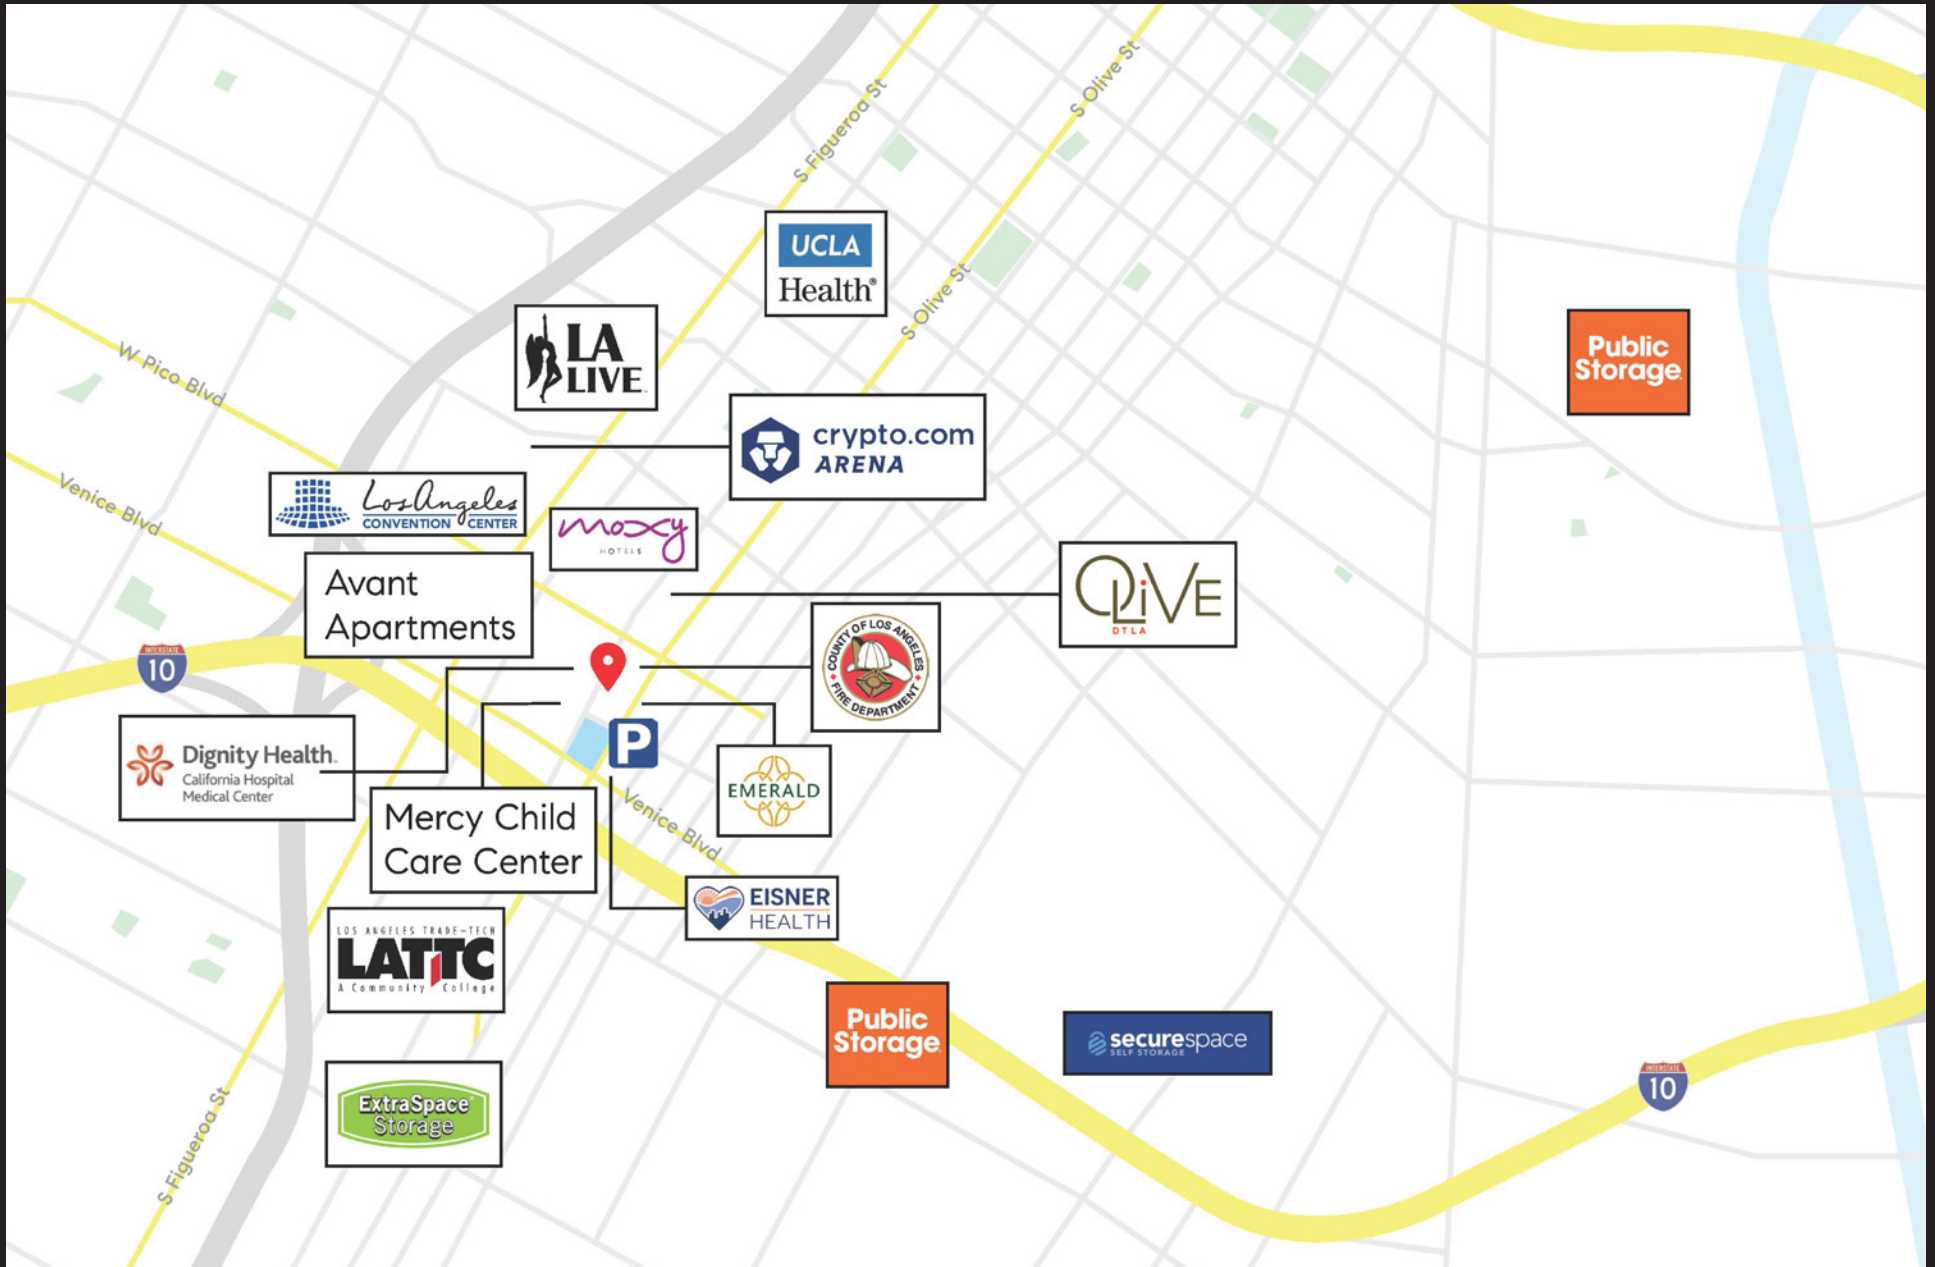 S Olive St
S Figueroa St
UCLA
Health®
S Olive St
LA
LIVE
Public
Storage
W Pico Blvd
crypto.com
ARENA
Los Angeles
CONVENTION CENTER
Venice Blvd
moxy
HOTELS
OLiVE
DTLA
Avant
Apartments
COUNTY OF LOS ANGELES
FIRE DEPARTMENT
INTERSTATE
10
P
Dignity Health
California Hospital
Medical Center
EMERALD
Mercy Child
Care Center
Venice Blvd
EISNER
HEALTH
LOS ANGELES TRADE-TECH
LATTC
A Community College
Public
Storage
securespace
SELF STORAGE
INTERSTATE
10
ExtraSpace
Storage
S Figueroa St